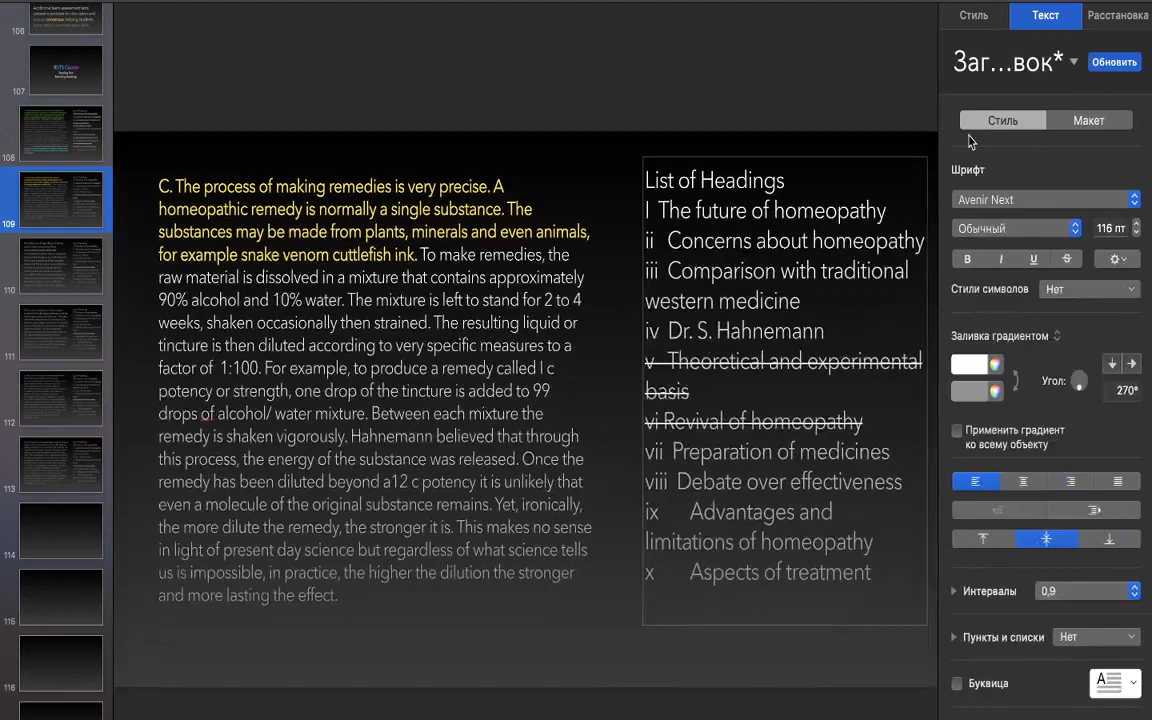 106
107
IELTS Course
108
109
110
111
112
113
114
115
116
C. The process of making remedies is very precise. A
homeopathic remedy is normally a single substance. The
substances may be made from plants, minerals and even animals,
for example snake venom cuttlefish ink. To make remedies, the
raw material is dissolved in a mixture that contains approximately
90% alcohol and 10% water. The mixture is left to stand for 2 to 4
weeks, shaken occasionally then strained. The resulting liquid or
tincture is then diluted according to very specific measures to a
factor of 1:100. For example, to produce a remedy called I c
potency or strength, one drop of the tincture is added to 99
drops of alcohol/ water mixture. Between each mixture the
remedy is shaken vigorously. Hahnemann believed that through
this process, the energy of the substance was released. Once the
remedy has been diluted beyond a12 c potency it is unlikely that
even a molecule of the original substance remains. Yet, ironically,
the more dilute the remedy, the stronger it is. This makes no sense
in light of present day science but regardless of what science tells
us is impossible, in practice, the higher the dilution the stronger
and more lasting the effect.
List of Headings
I The future of homeopathy
ii Concerns about homeopathy
iii Comparison with traditional
western medicine
iv Dr. S. Hahnemann
v Theoretical and experimental
basis
vi Revival of homeopathy
vii Preparation of medicines
viii Debate over effectiveness
ix Advantages and
limitations of homeopathy
x Aspects of treatment
Стиль Текст Расстановка
Заг...вок* Обновить
Стиль Макет
Шрифт
Avenir Next
Обычный 116 пт
B I U S
Стили символов Нет
Заливка градиентом
Угол: 270°
Применить градиент
ко всему объекту
Интервалы 0,9
Пункты и списки Нет
Буквица A